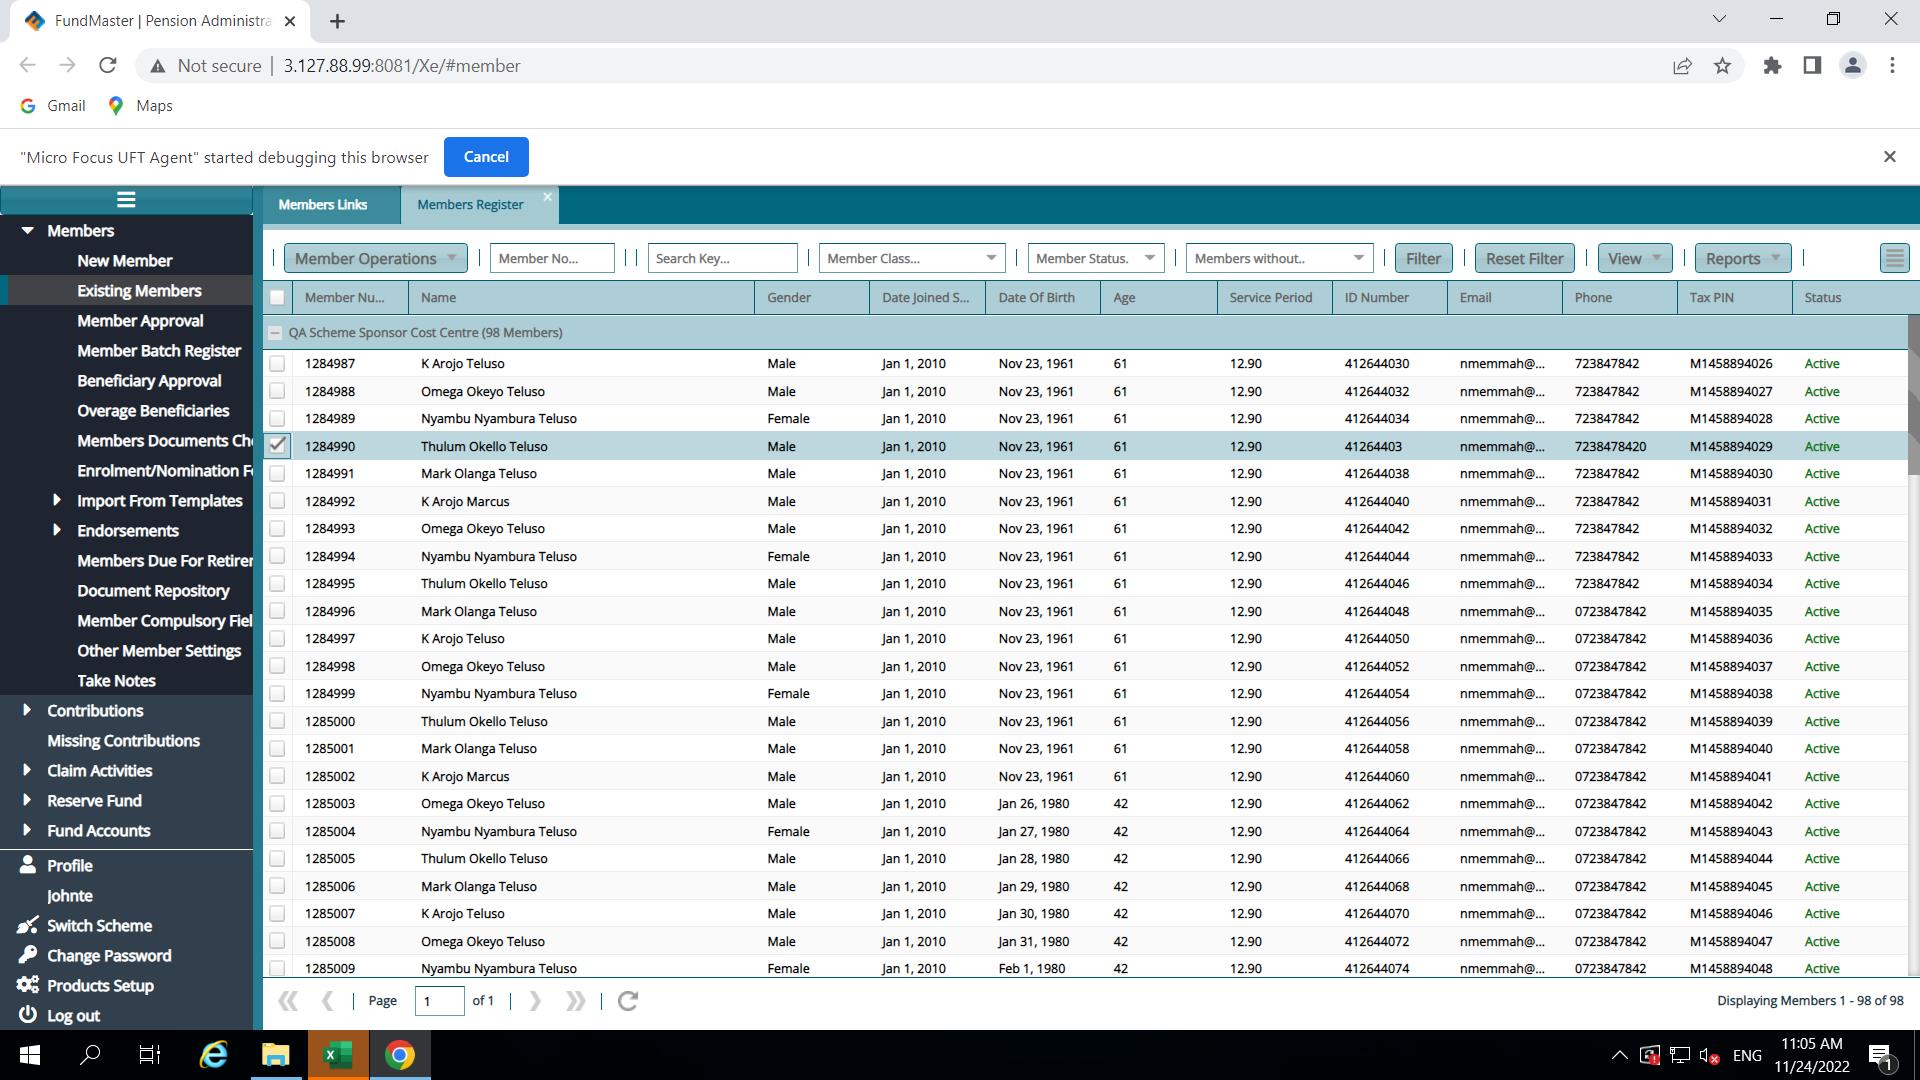 FundMaster | Pension Administra
Not secure | 3.127.88.99:8081/Xe/#member
Gmail Maps
"Micro Focus UFT Agent" started debugging this browser Cancel
Members Links Members Register
Members
New Member
Existing Members
Member Approval
Member Batch Register
Beneficiary Approval
Overage Beneficiaries
Members Documents Che
Enrolment/Nomination Fo
Import From Templates
Endorsements
Members Due For Retirem
Document Repository
Member Compulsory Fiel
Other Member Settings
Take Notes
Contributions
Missing Contributions
Claim Activities
Reserve Fund
Fund Accounts
Profile
Johnte
Switch Scheme
Change Password
Products Setup
Log out
Member Operations Member No... Search Key... Member Class... Member Status. Members without.. Filter Reset Filter View Reports
Member Nu... Name Gender Date Joined S... Date Of Birth Age Service Period ID Number Email Phone Tax PIN Status
QA Scheme Sponsor Cost Centre (98 Members)
1284987 K Arojo Teluso Male Jan 1, 2010 Nov 23, 1961 61 12.90 412644030 nmemmah@... 723847842 M1458894026 Active
1284988 Omega Okeyo Teluso Male Jan 1, 2010 Nov 23, 1961 61 12.90 412644032 nmemmah@... 723847842 M1458894027 Active
1284989 Nyambu Nyambura Teluso Female Jan 1, 2010 Nov 23, 1961 61 12.90 412644034 nmemmah@... 723847842 M1458894028 Active
1284990 Thulum Okello Teluso Male Jan 1, 2010 Nov 23, 1961 61 12.90 41264403 nmemmah@... 7238478420 M1458894029 Active
1284991 Mark Olanga Teluso Male Jan 1, 2010 Nov 23, 1961 61 12.90 412644038 nmemmah@... 723847842 M1458894030 Active
1284992 K Arojo Marcus Male Jan 1, 2010 Nov 23, 1961 61 12.90 412644040 nmemmah@... 723847842 M1458894031 Active
1284993 Omega Okeyo Teluso Male Jan 1, 2010 Nov 23, 1961 61 12.90 412644042 nmemmah@... 723847842 M1458894032 Active
1284994 Nyambu Nyambura Teluso Female Jan 1, 2010 Nov 23, 1961 61 12.90 412644044 nmemmah@... 723847842 M1458894033 Active
1284995 Thulum Okello Teluso Male Jan 1, 2010 Nov 23, 1961 61 12.90 412644046 nmemmah@... 723847842 M1458894034 Active
1284996 Mark Olanga Teluso Male Jan 1, 2010 Nov 23, 1961 61 12.90 412644048 nmemmah@... 0723847842 M1458894035 Active
1284997 K Arojo Teluso Male Jan 1, 2010 Nov 23, 1961 61 12.90 412644050 nmemmah@... 0723847842 M1458894036 Active
1284998 Omega Okeyo Teluso Male Jan 1, 2010 Nov 23, 1961 61 12.90 412644052 nmemmah@... 0723847842 M1458894037 Active
1284999 Nyambu Nyambura Teluso Female Jan 1, 2010 Nov 23, 1961 61 12.90 412644054 nmemmah@... 0723847842 M1458894038 Active
1285000 Thulum Okello Teluso Male Jan 1, 2010 Nov 23, 1961 61 12.90 412644056 nmemmah@... 0723847842 M1458894039 Active
1285001 Mark Olanga Teluso Male Jan 1, 2010 Nov 23, 1961 61 12.90 412644058 nmemmah@... 0723847842 M1458894040 Active
1285002 K Arojo Marcus Male Jan 1, 2010 Nov 23, 1961 61 12.90 412644060 nmemmah@... 0723847842 M1458894041 Active
1285003 Omega Okeyo Teluso Male Jan 1, 2010 Jan 26, 1980 42 12.90 412644062 nmemmah@... 0723847842 M1458894042 Active
1285004 Nyambu Nyambura Teluso Female Jan 1, 2010 Jan 27, 1980 42 12.90 412644064 nmemmah@... 0723847842 M1458894043 Active
1285005 Thulum Okello Teluso Male Jan 1, 2010 Jan 28, 1980 42 12.90 412644066 nmemmah@... 0723847842 M1458894044 Active
1285006 Mark Olanga Teluso Male Jan 1, 2010 Jan 29, 1980 42 12.90 412644068 nmemmah@... 0723847842 M1458894045 Active
1285007 K Arojo Teluso Male Jan 1, 2010 Jan 30, 1980 42 12.90 412644070 nmemmah@... 0723847842 M1458894046 Active
1285008 Omega Okeyo Teluso Male Jan 1, 2010 Jan 31, 1980 42 12.90 412644072 nmemmah@... 0723847842 M1458894047 Active
1285009 Nyambu Nyambura Teluso Female Jan 1, 2010 Feb 1, 1980 42 12.90 412644074 nmemmah@... 0723847842 M1458894048 Active
Page 1 of 1 Displaying Members 1 - 98 of 98
ENG 11:05 AM
11/24/2022 1